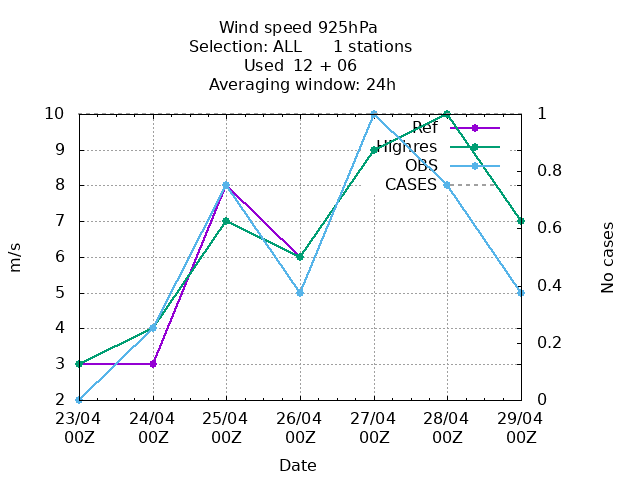 Wind speed 925hPa
Selection: ALL 1 stations
Used 12 + 06
Averaging window: 24h
10 1
Ref
9 Highres
OBS 0.8
8 CASES
7 0.6
6
m/s No cases
5 0.4
4
3 0.2
2 0
23/04 24/04 25/04 26/04 27/04 28/04 29/04
00Z 00Z 00Z 00Z 00Z 00Z 00Z
Date